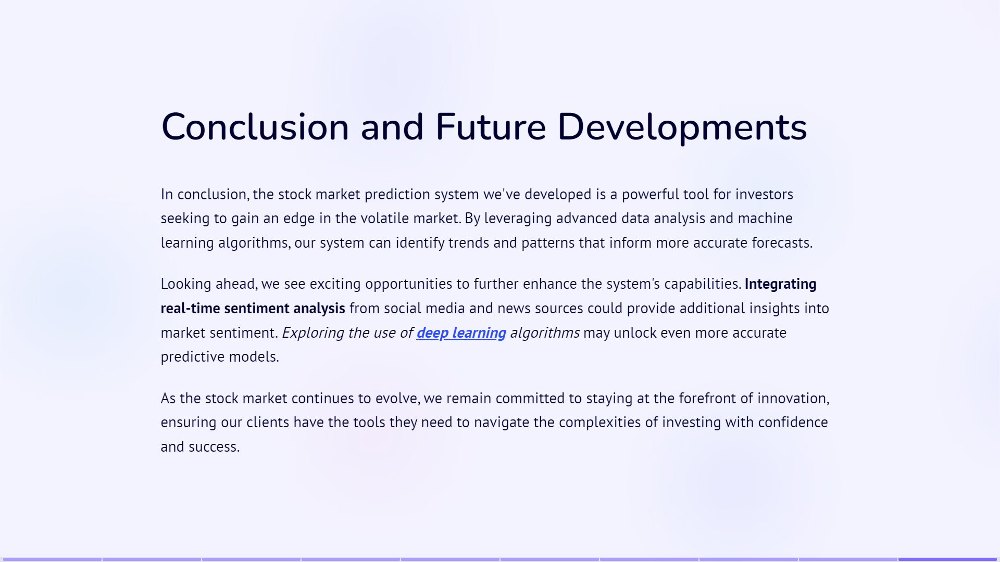 Conclusion and Future Developments
In conclusion, the stock market prediction system we've developed is a powerful tool for investors
seeking to gain an edge in the volatile market. By leveraging advanced data analysis and machine
learning algorithms, our system can identify trends and patterns that inform more accurate forecasts.
Looking ahead, we see exciting opportunities to further enhance the system's capabilities. Integrating
real-time sentiment analysis from social media and news sources could provide additional insights into
market sentiment. Exploring the use of deep learning algorithms may unlock even more accurate
predictive models.
As the stock market continues to evolve, we remain committed to staying at the forefront of innovation,
ensuring our clients have the tools they need to navigate the complexities of investing with confidence
and success.